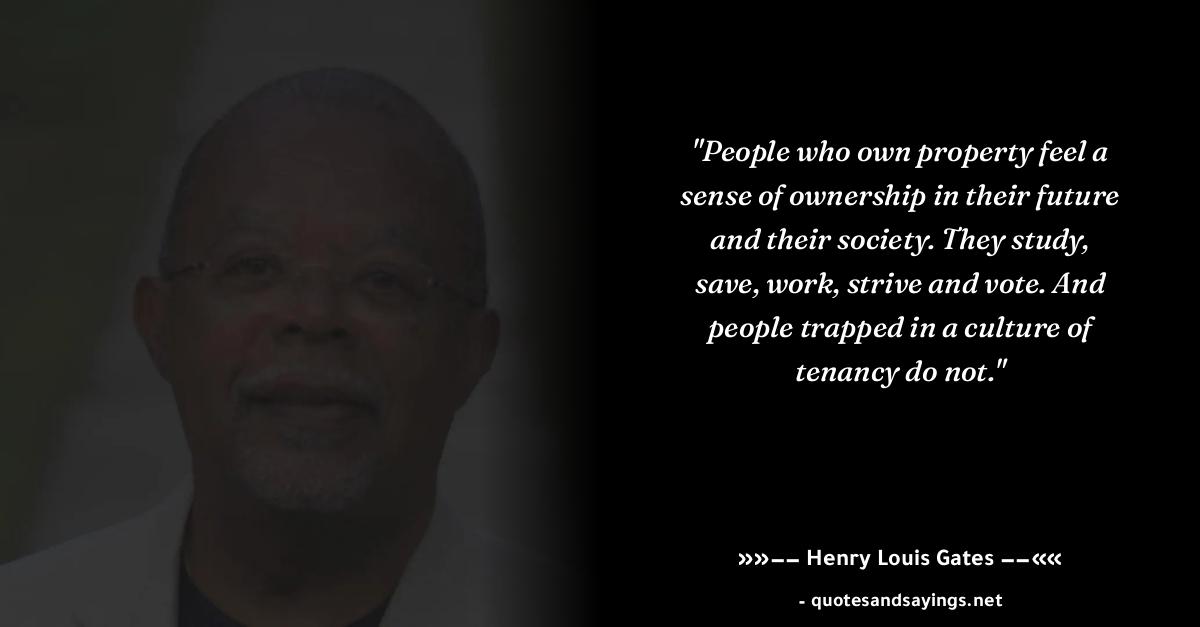 "People who own property feel a
sense of ownership in their future
and their society. They study,
save, work, strive and vote. And
people trapped in a culture of
tenancy do not."
»»−− Henry Louis Gates −−««
- quotesandsayings.net